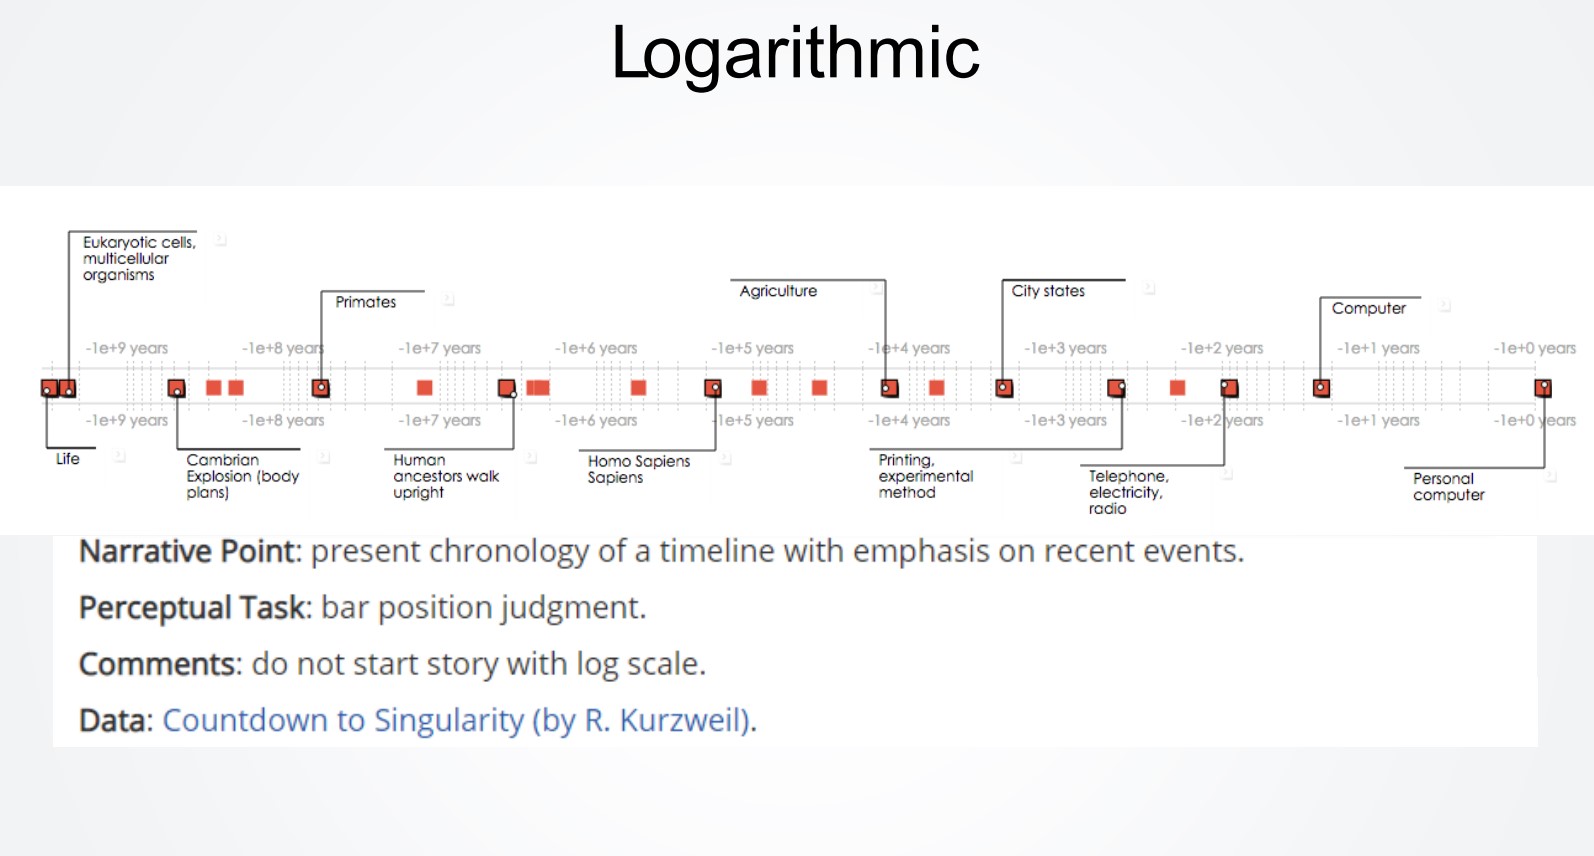 Logarithmic
Eukaryotic cells,
multicellular
organisms
Primates
Agriculture
City states
Computer
-1e+9 years -1e+8 years -1e+7 years -1e+6 years -1e+5 years -1e+4 years -1e+3 years -1e+2 years -1e+1 years -1e+0 years
-1e+9 years -1e+8 years -1e+7 years -1e+6 years -1e+5 years -1e+4 years -1e+3 years -1e+2 years -1e+1 years -1e+0 years
Life
Cambrian
Explosion (body
plans)
Human
ancestors walk
upright
Homo Sapiens
Sapiens
Printing,
experimental
method
Telephone,
electricity,
radio
Personal
computer
Narrative Point: present chronology of a timeline with emphasis on recent events.
Perceptual Task: bar position judgment.
Comments: do not start story with log scale.
Data: Countdown to Singularity (by R. Kurzweil).